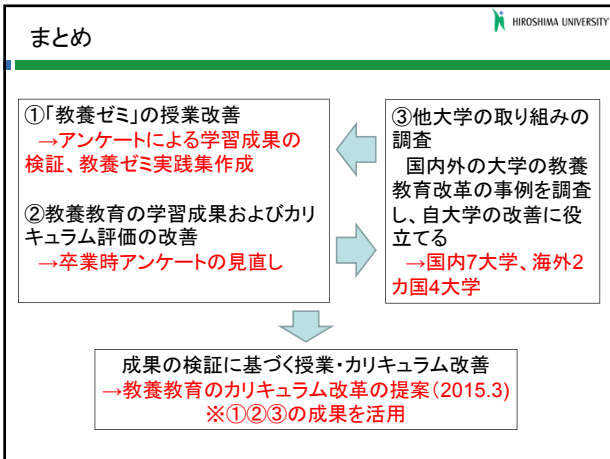 まとめ
HIROSHIMA UNIVERSITY
①「教養ゼミ」の授業改善
→アンケートによる学習成果の
検証、教養ゼミ実践集作成
②教養教育の学習成果およびカリ
キュラム評価の改善
→卒業時アンケートの見直し
③他大学の取り組みの
調査
国内外の大学の教養
教育改革の事例を調査
し、自大学の改善に役
立てる
→国内7大学、海外2
カ国4大学
成果の検証に基づく授業・カリキュラム改善
→教養教育のカリキュラム改革の提案(2015.3)
※①②③の成果を活用